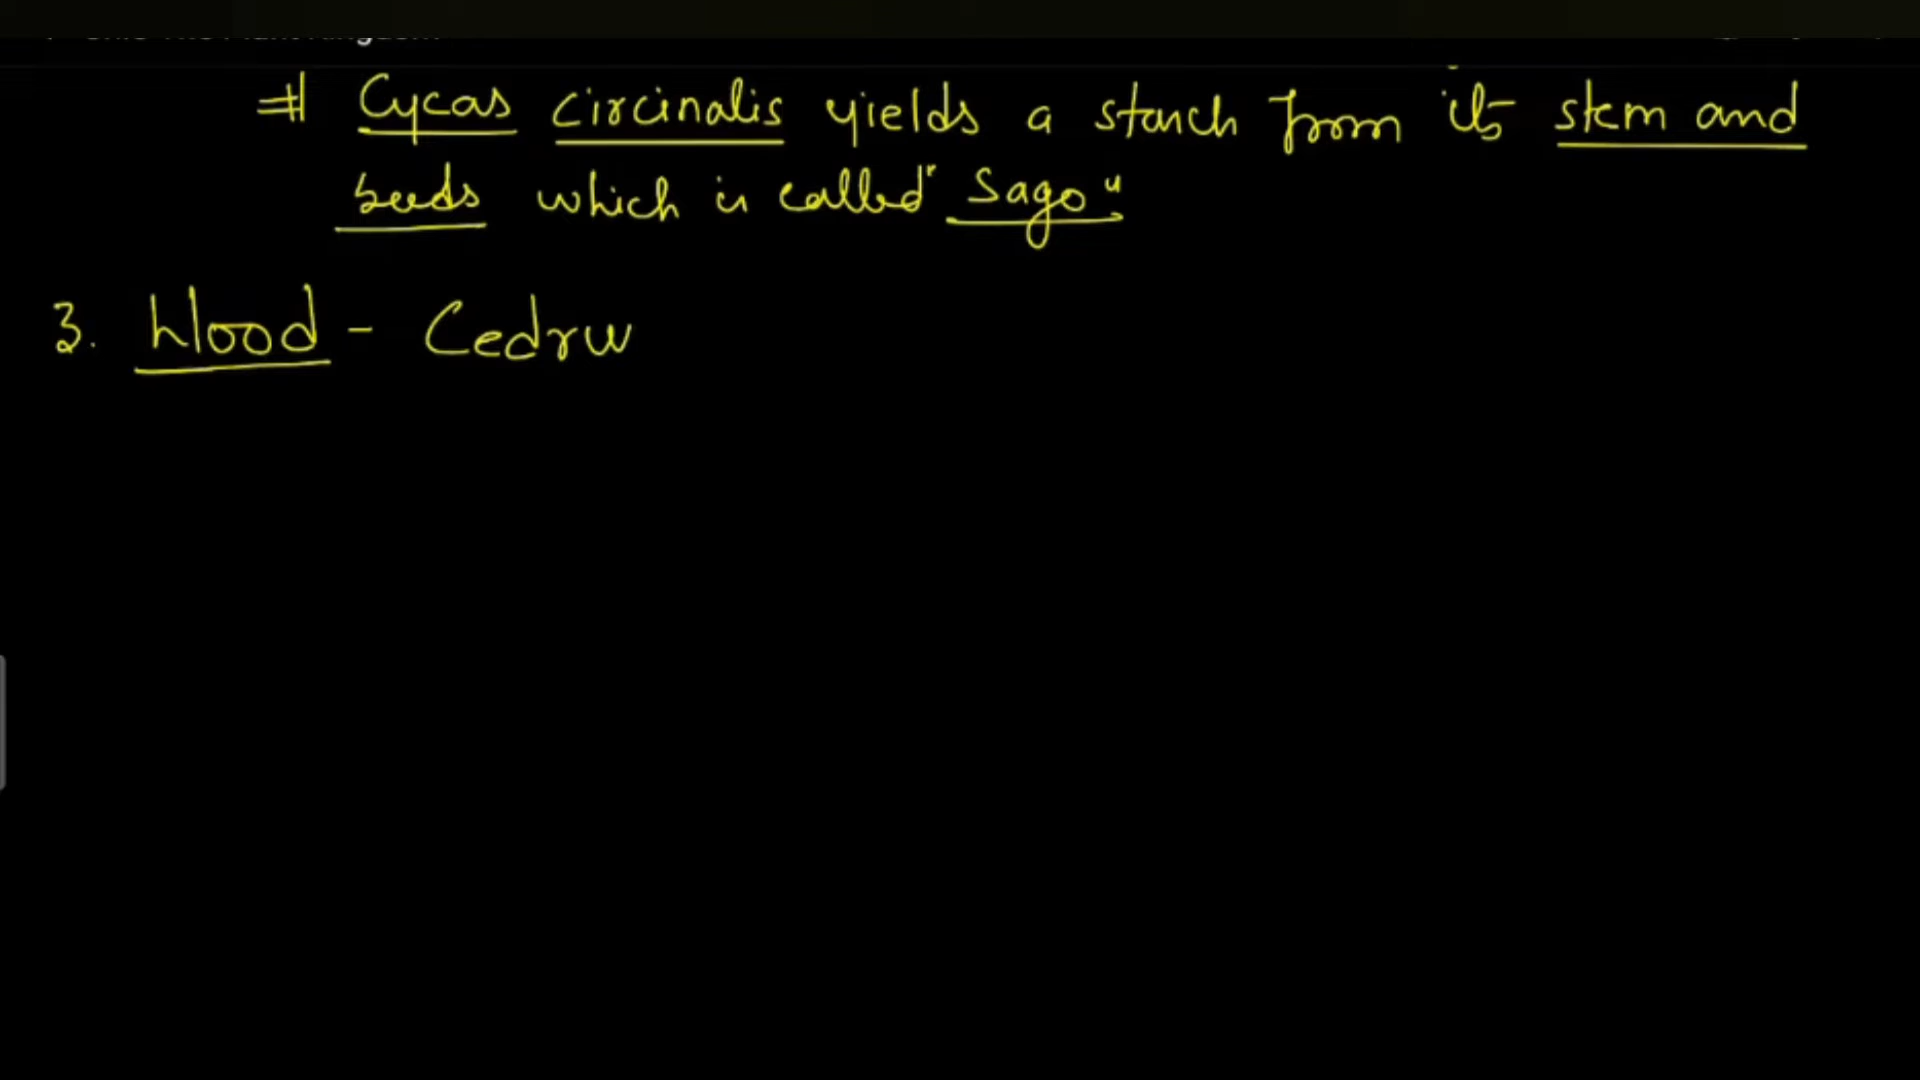 # Cycas circinalis yields a starch from its stem and
seeds which is called "Sago"
3. Wood - Cedrus